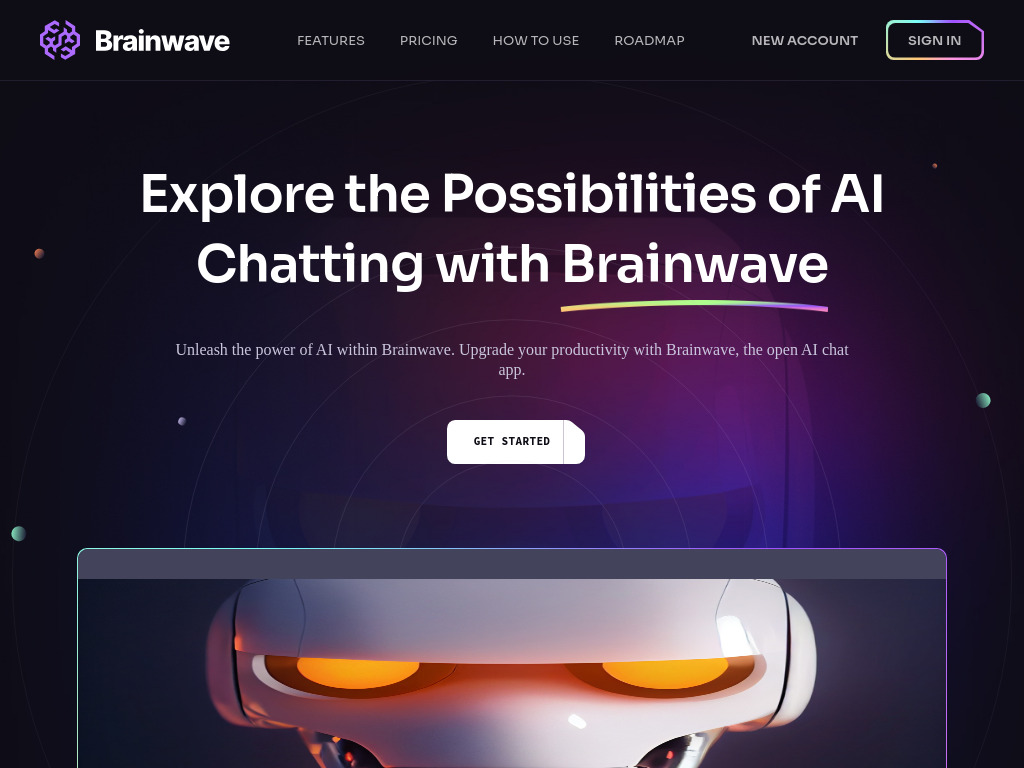 Brainwave
FEATURES
PRICING
HOW TO USE
ROADMAP
NEW ACCOUNT
SIGN IN
Explore the Possibilities of AI
Chatting with Brainwave
Unleash the power of AI within Brainwave. Upgrade your productivity with Brainwave, the open AI chat
app.
GET STARTED